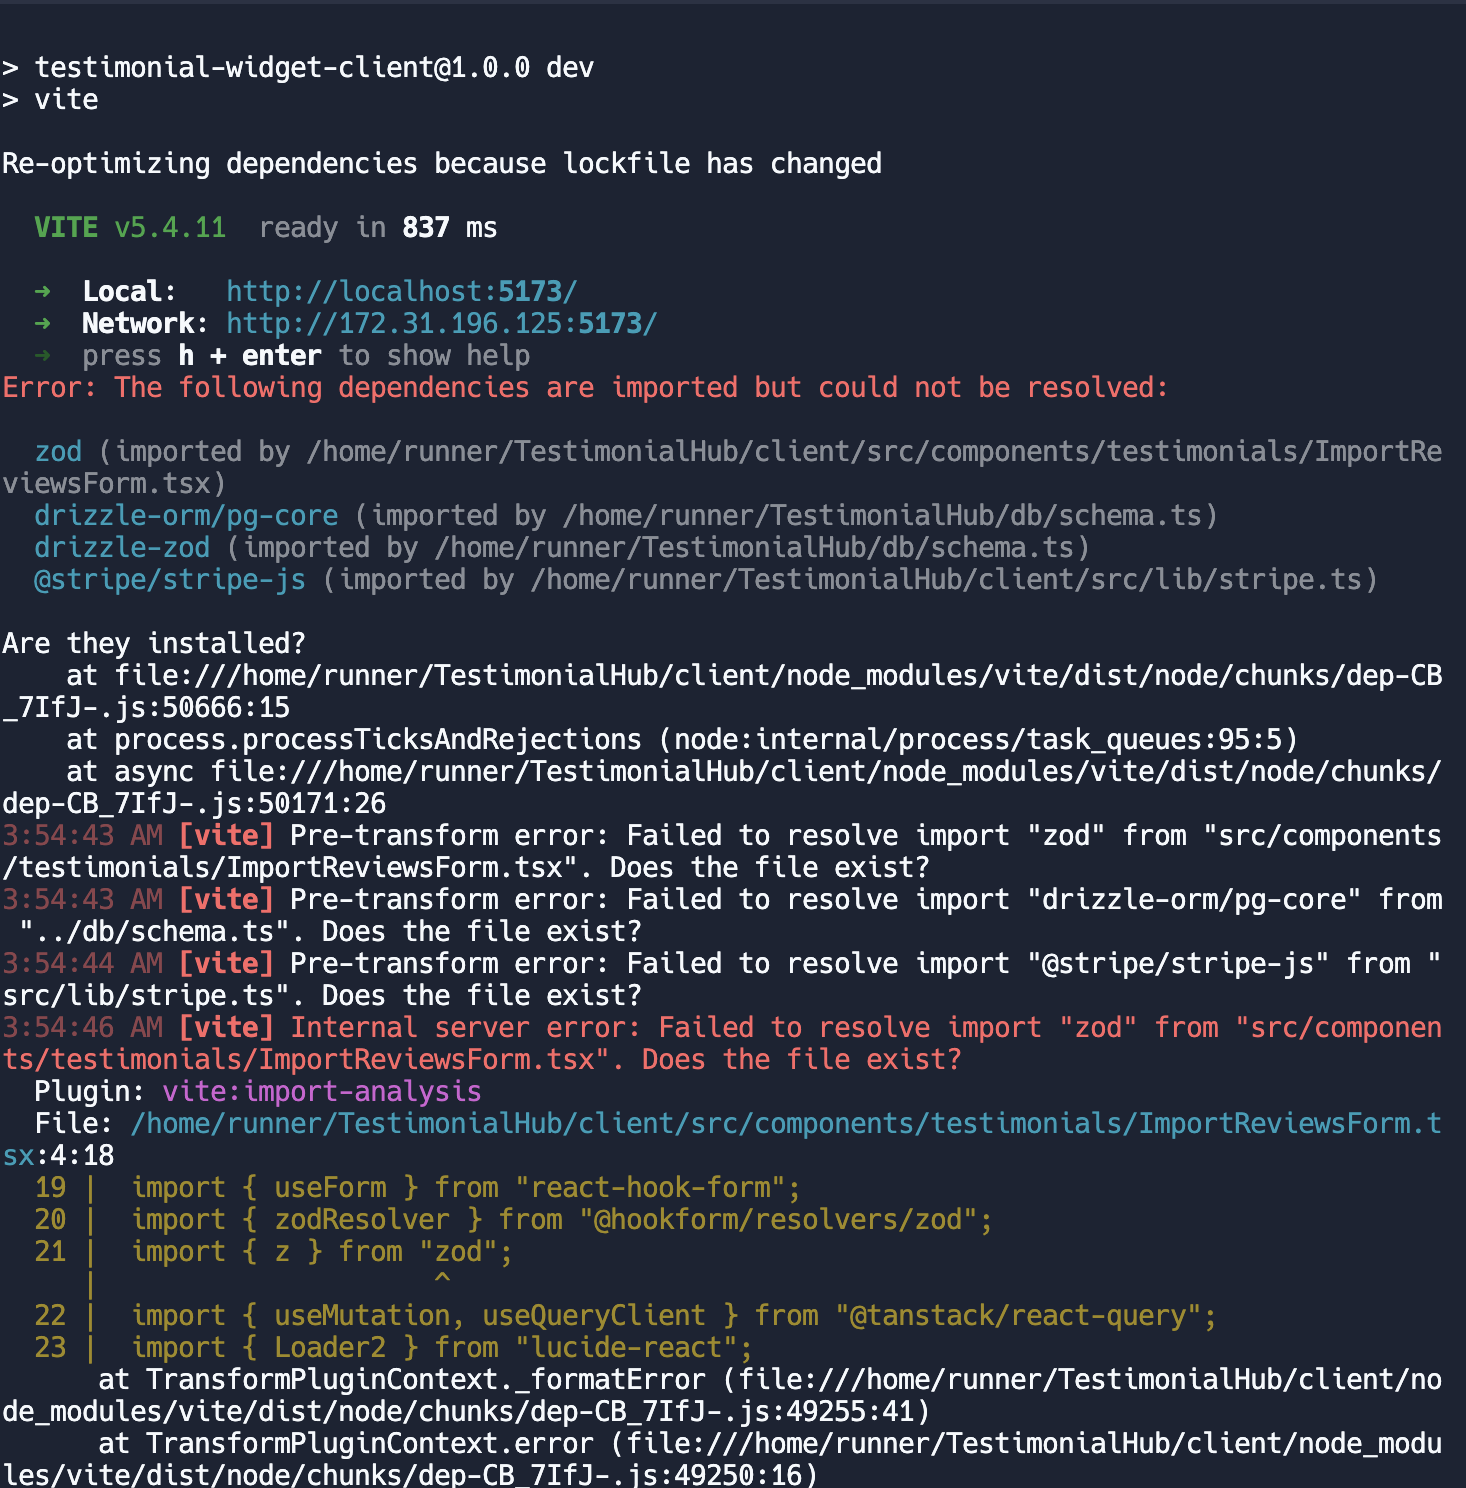 > testimonial-widget-client@1.0.0 dev
> vite
Re-optimizing dependencies because lockfile has changed
VITE v5.4.11  ready in 837 ms
➜  Local:   http://localhost:5173/
➜  Network: http://172.31.196.125:5173/
➜  press h + enter to show help
Error: The following dependencies are imported but could not be resolved:
zod (imported by /home/runner/TestimonialHub/client/src/components/testimonials/ImportRe
viewsForm.tsx)
drizzle-orm/pg-core (imported by /home/runner/TestimonialHub/db/schema.ts)
drizzle-zod (imported by /home/runner/TestimonialHub/db/schema.ts)
@stripe/stripe-js (imported by /home/runner/TestimonialHub/client/src/lib/stripe.ts)
Are they installed?
at file:///home/runner/TestimonialHub/client/node_modules/vite/dist/node/chunks/dep-CB
_7IfJ-.js:50666:15
at process.processTicksAndRejections (node:internal/process/task_queues:95:5)
at async file:///home/runner/TestimonialHub/client/node_modules/vite/dist/node/chunks/
dep-CB_7IfJ-.js:50171:26
3:54:43 AM [vite] Pre-transform error: Failed to resolve import "zod" from "src/components
/testimonials/ImportReviewsForm.tsx". Does the file exist?
3:54:43 AM [vite] Pre-transform error: Failed to resolve import "drizzle-orm/pg-core" from
"../db/schema.ts". Does the file exist?
3:54:44 AM [vite] Pre-transform error: Failed to resolve import "@stripe/stripe-js" from "
src/lib/stripe.ts". Does the file exist?
3:54:46 AM [vite] Internal server error: Failed to resolve import "zod" from "src/componen
ts/testimonials/ImportReviewsForm.tsx". Does the file exist?
Plugin: vite:import-analysis
File: /home/runner/TestimonialHub/client/src/components/testimonials/ImportReviewsForm.t
sx:4:18
19 |  import { useForm } from "react-hook-form";
20 |  import { zodResolver } from "@hookform/resolvers/zod";
21 |  import { z } from "zod";
|                     ^
22 |  import { useMutation, useQueryClient } from "@tanstack/react-query";
23 |  import { Loader2 } from "lucide-react";
at TransformPluginContext._formatError (file:///home/runner/TestimonialHub/client/no
de_modules/vite/dist/node/chunks/dep-CB_7IfJ-.js:49255:41)
at TransformPluginContext.error (file:///home/runner/TestimonialHub/client/node_modu
les/vite/dist/node/chunks/dep-CB_7IfJ-.js:49250:16)